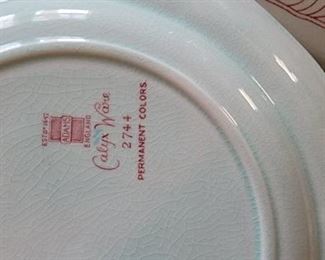 ESTD 1657
ADAMS
ENGLAND
Calyx Ware
2744
PERMANENT COLORS